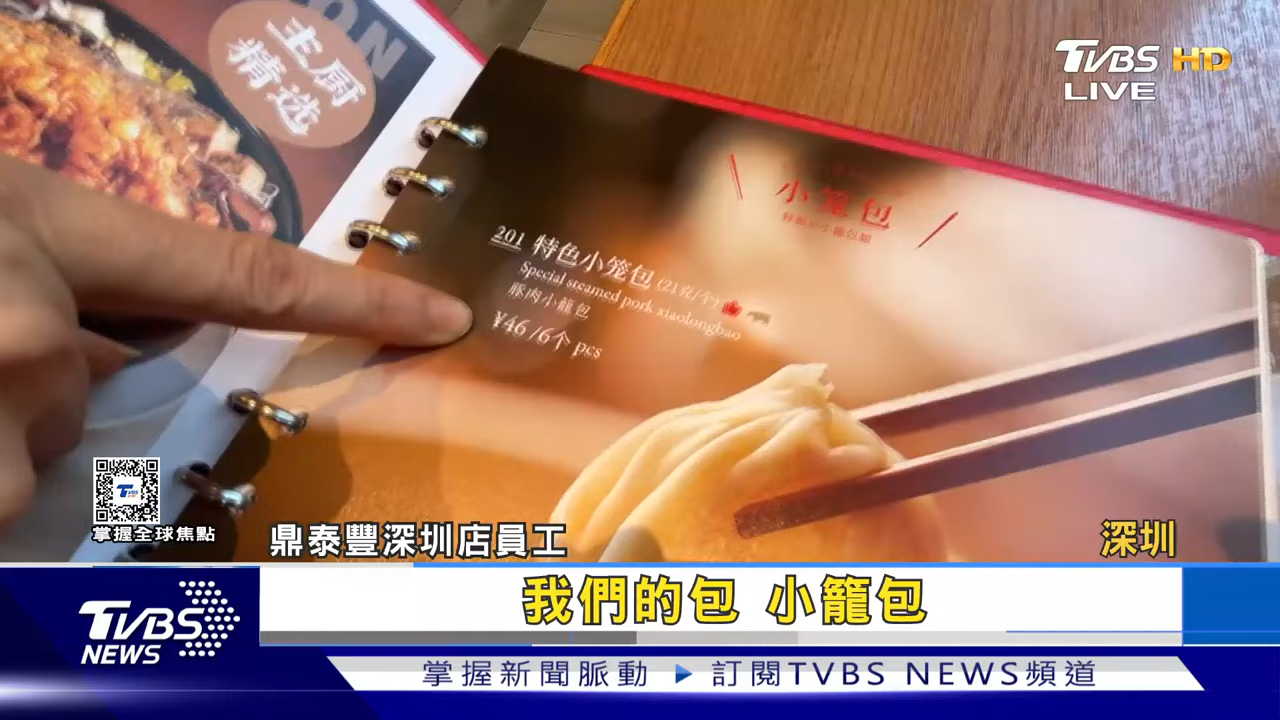 TVBS HD
LIVE
ON
主厨
精选
小笼包
201 特色小笼包 (21克/个)
Special steamed pork xiaolongbao
豚肉小籠包
¥46 /6个 pcs
TVBS
掌握全球焦點
鼎泰豐深圳店員工
深圳
我們的包 小籠包
TVBS
NEWS
掌握新聞脈動 ▶ 訂閱TVBS NEWS頻道